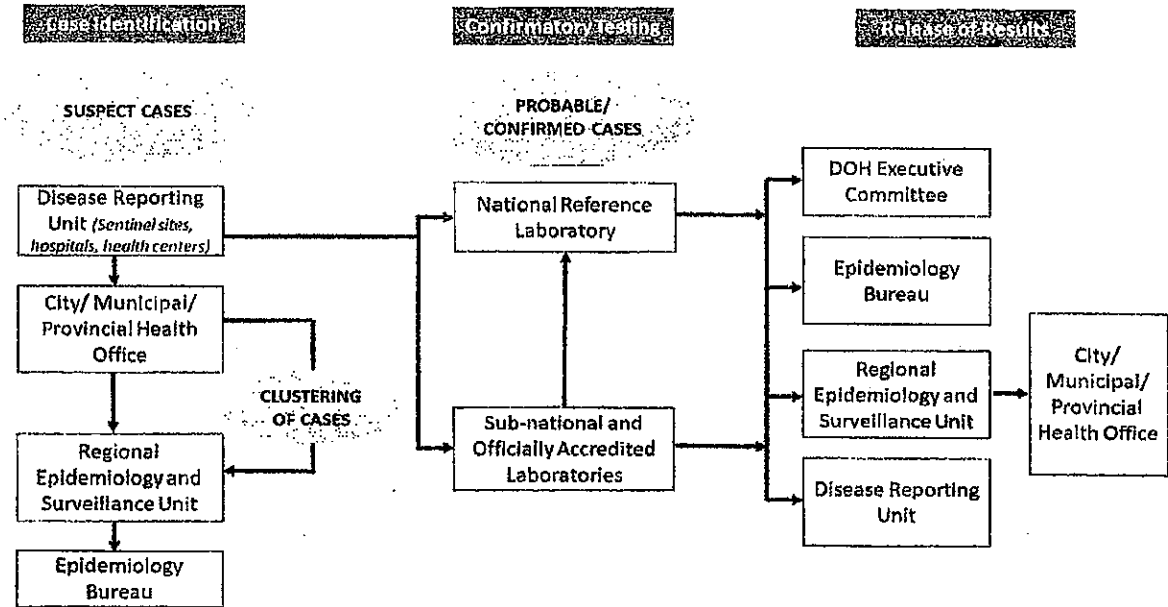 Case Identification
Confirmatory Testing
Release of Results
SUSPECT CASES
PROBABLE/
CONFIRMED CASES
Disease Reporting
Unit (Sentinel sites,
hospitals, health centers)
City/ Municipal/
Provincial Health
Office
CLUSTERING
OF CASES
Regional
Epidemiology and
Surveillance Unit
Epidemiology
Bureau
National Reference
Laboratory
Sub-national and
Officially Accredited
Laboratories
DOH Executive
Committee
Epidemiology
Bureau
Regional
Epidemiology and
Surveillance Unit
Disease Reporting
Unit
City/
Municipal/
Provincial
Health Office